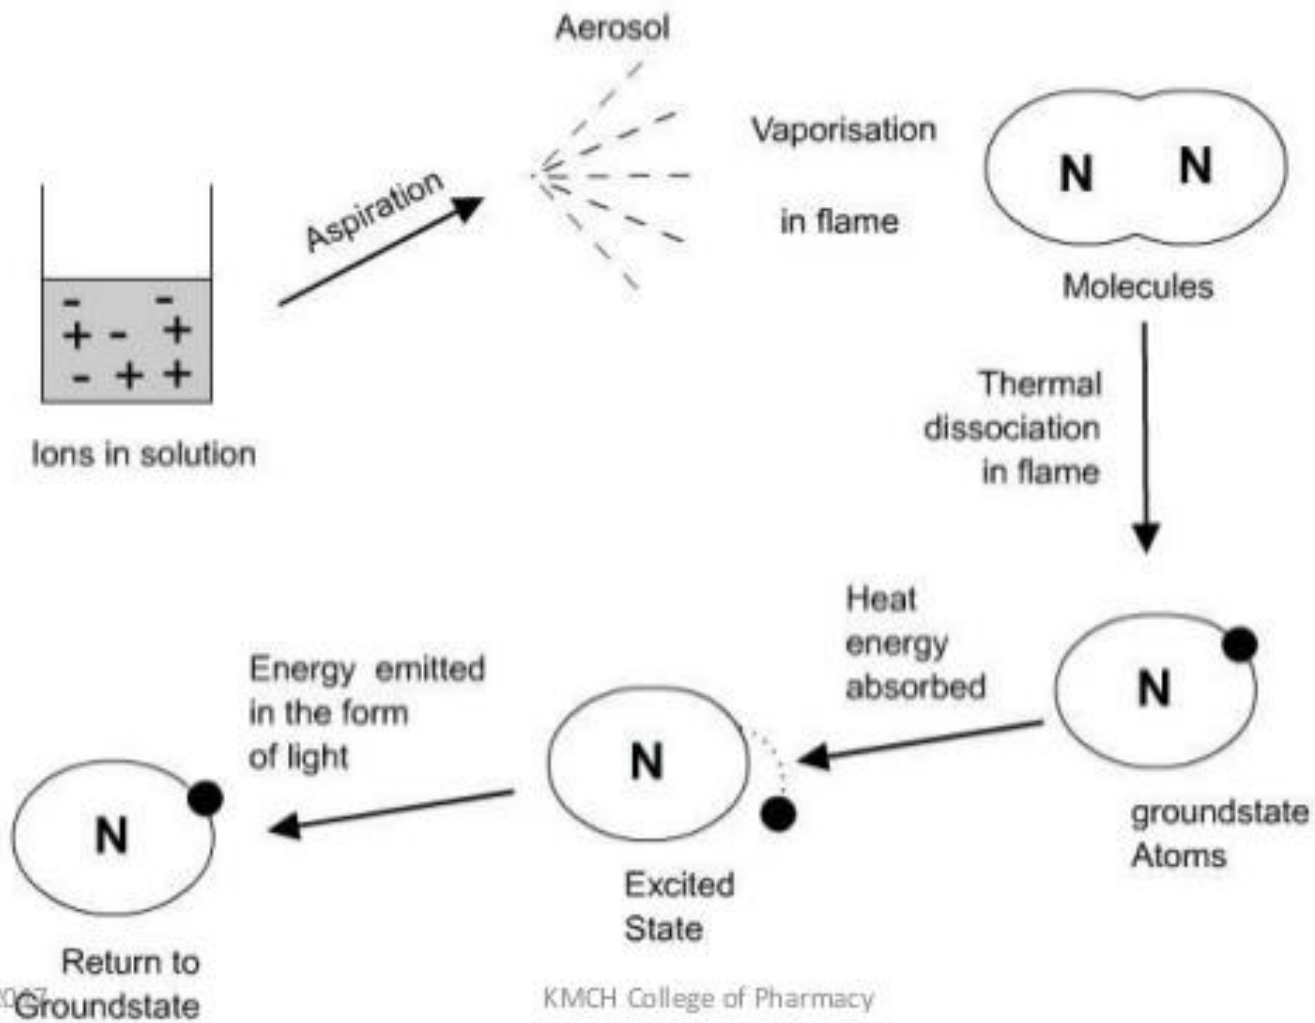 Aerosol
Aspiration
Vaporisation
in flame
N N
Molecules
- -
+ - +
- + +
Ions in solution
Thermal
dissociation
in flame
Heat
energy
absorbed
N
groundstate
Atoms
N
Excited
State
Energy emitted
in the form
of light
N
Return to
Groundstate
KMCH College of Pharmacy